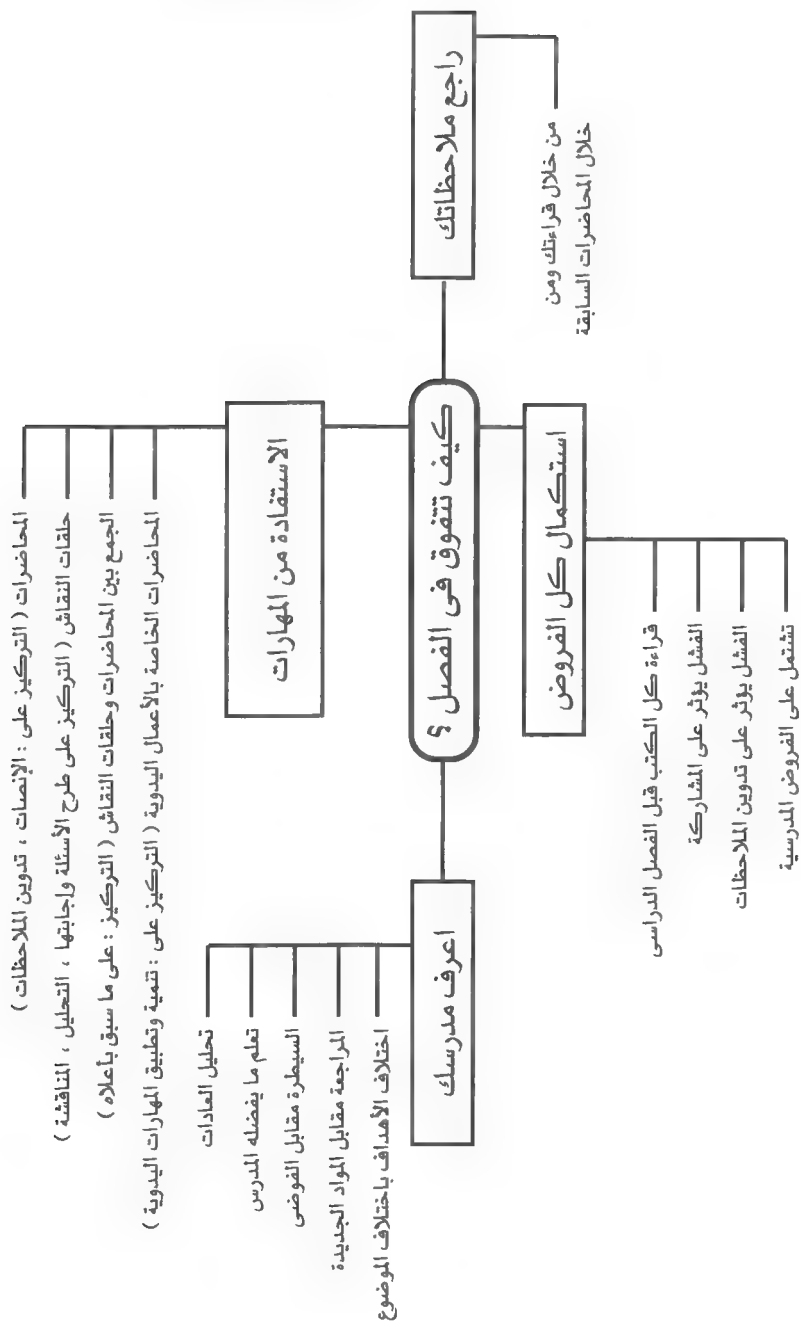 المحاضرات ( التركيز على : الإنصات ، تدوين الملاحظات )
حلقات النقاش ( التركيز على طرح الأسئلة وإجابتها ، التحليل ، المناقشة )
الجمع بين المحاضرات وحلقات النقاش ( التركيز : على ما سبق بأعلاه )
المحاضرات الخاصة بالأعمال اليدوية ( التركيز على : تنمية وتطبيق المهارات اليدوية )
الاستفادة من المهارات
كيف تتفوق فى الفصل ؟
راجع ملاحظاتك
من خلال قراءتك ومن
خلال المحاضرات السابقة
استكمال كل الفروض
قراءة كل الكتب قبل الفصل الدراسى
الفشل يؤثر على المشاركة
الفشل يؤثر على تدوين الملاحظات
تشتمل على الفروض المدرسية
تحليل العادات
تعلم ما يفضله المدرس
السيطرة مقابل الفوضى
المراجعة مقابل المواد الجديدة
اختلاف الأهداف باختلاف الموضوع
اعرف مدرسك